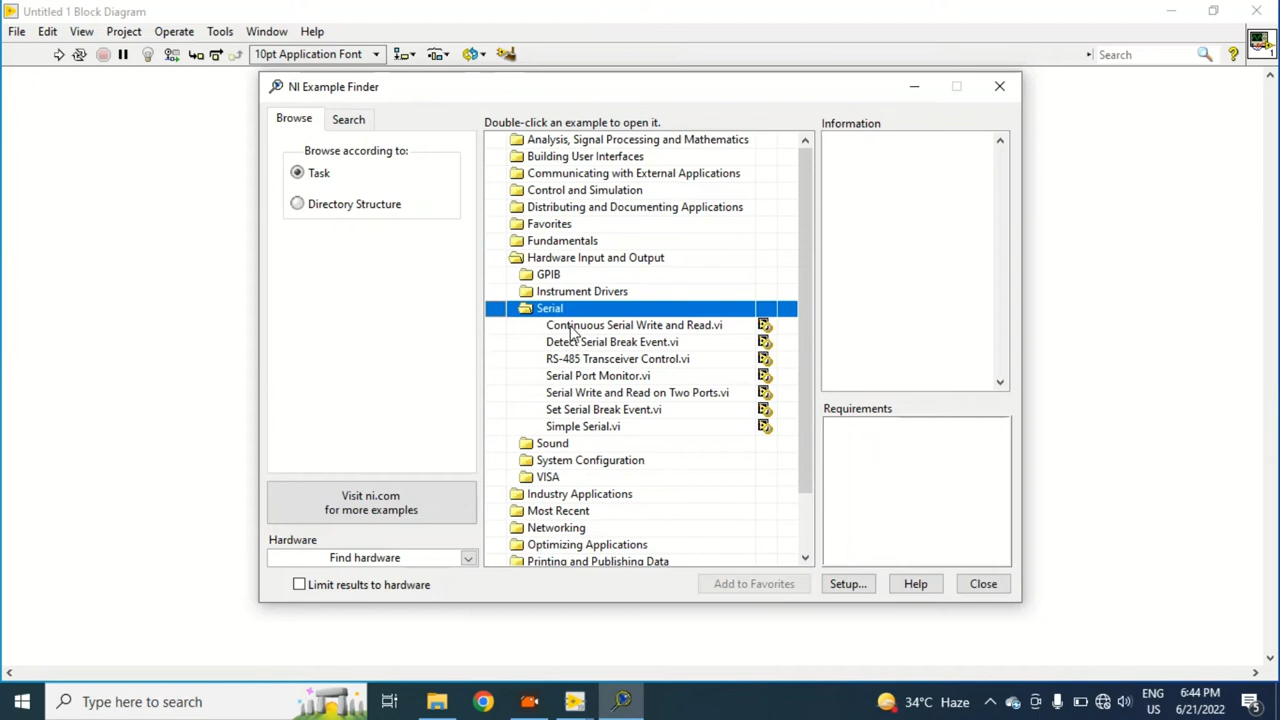 Untitled 1 Block Diagram
File Edit View Project Operate Tools Window Help
10pt Application Font
Search
?
1
NI Example Finder
Browse
Search
Browse according to:
Task
Directory Structure
Visit ni.com
for more examples
Hardware
Find hardware
Limit results to hardware
Double-click an example to open it.
Analysis, Signal Processing and Mathematics
Building User Interfaces
Communicating with External Applications
Control and Simulation
Distributing and Documenting Applications
Favorites
Fundamentals
Hardware Input and Output
GPIB
Instrument Drivers
Serial
Continuous Serial Write and Read.vi
Detect Serial Break Event.vi
RS-485 Transceiver Control.vi
Serial Port Monitor.vi
Serial Write and Read on Two Ports.vi
Set Serial Break Event.vi
Simple Serial.vi
Sound
System Configuration
VISA
Industry Applications
Most Recent
Networking
Optimizing Applications
Printing and Publishing Data
Information
Requirements
Add to Favorites
Setup...
Help
Close
Type here to search
34°C Haze
ENG
US
6:44 PM
6/21/2022
5